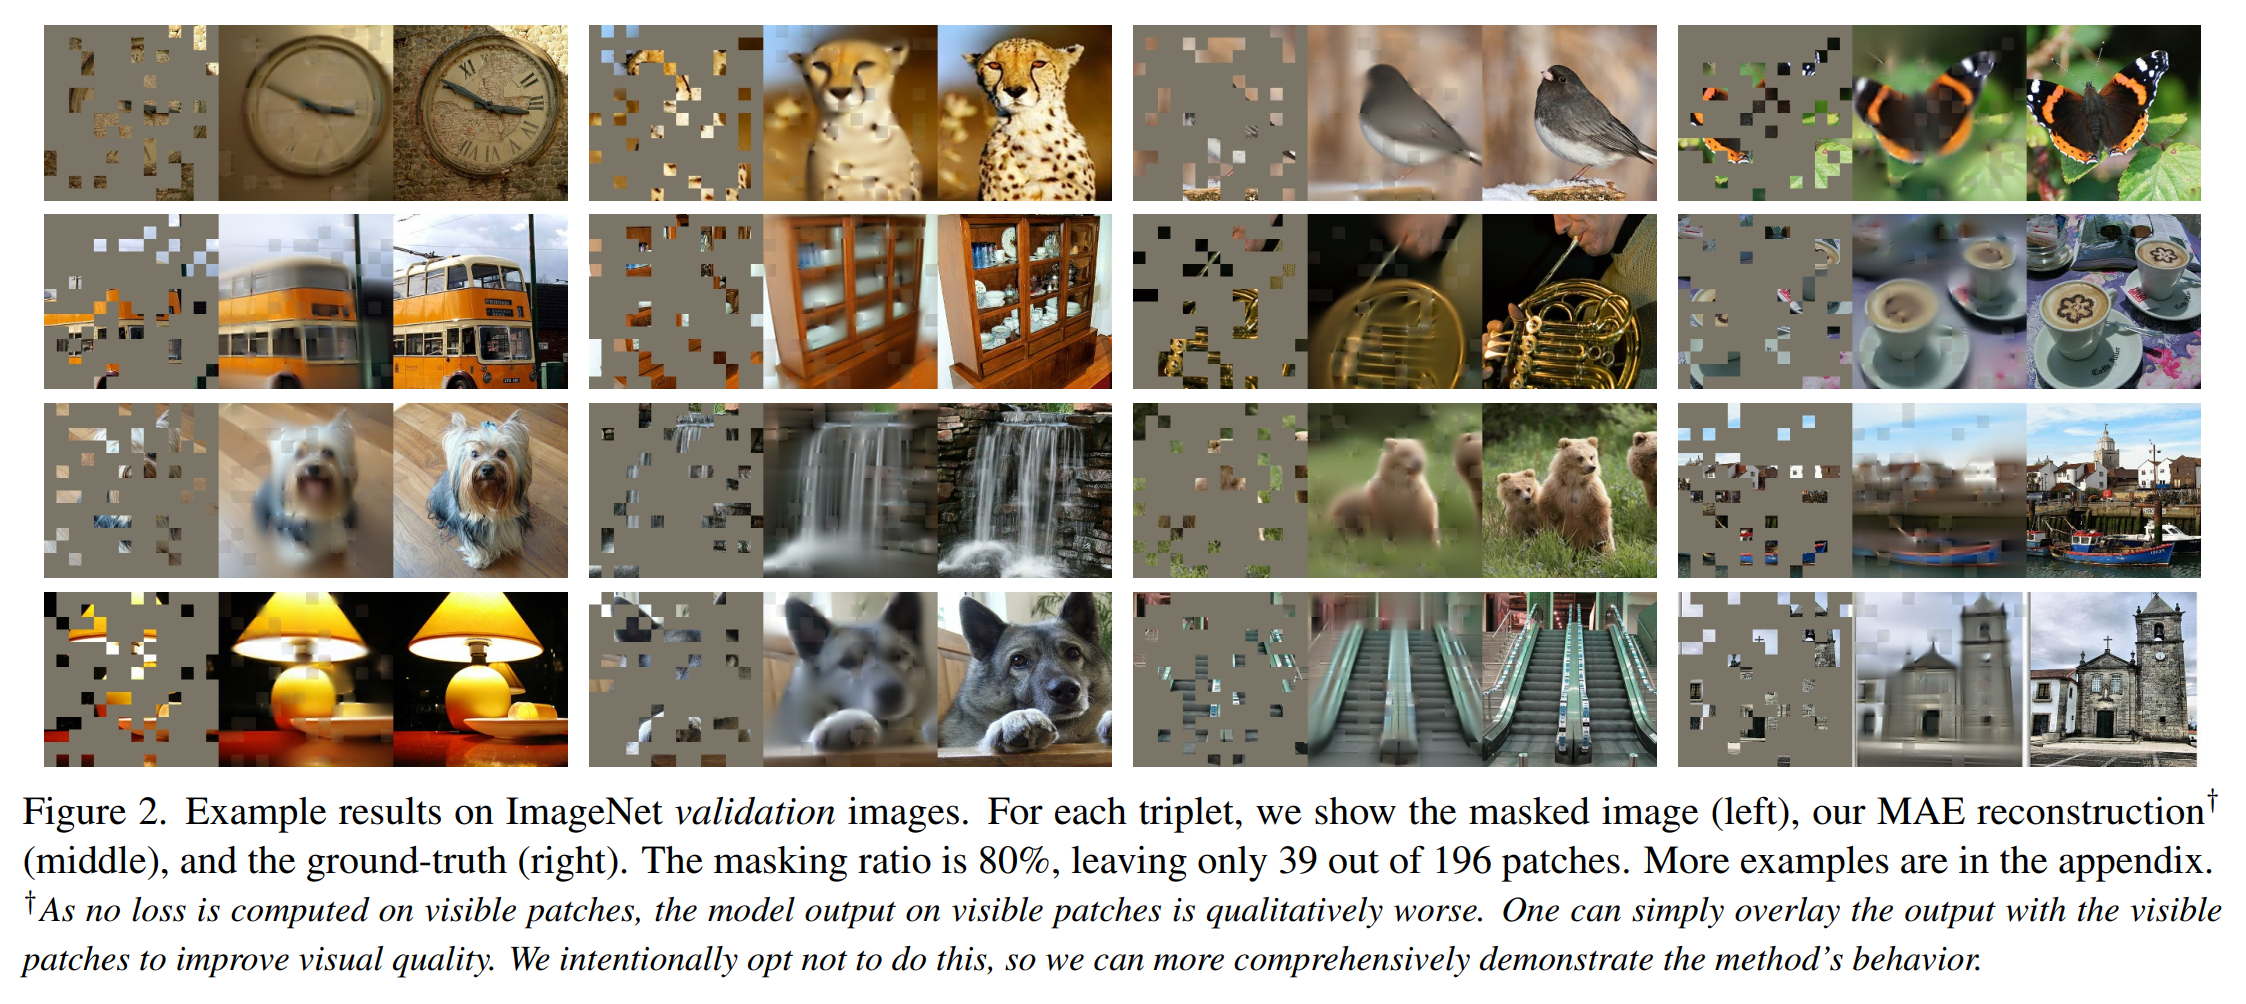 Figure 2. Example results on ImageNet validation images. For each triplet, we show the masked image (left), our MAE reconstruction†
(middle), and the ground-truth (right). The masking ratio is 80%, leaving only 39 out of 196 patches. More examples are in the appendix.
†As no loss is computed on visible patches, the model output on visible patches is qualitatively worse. One can simply overlay the output with the visible
patches to improve visual quality. We intentionally opt not to do this, so we can more comprehensively demonstrate the method’s behavior.